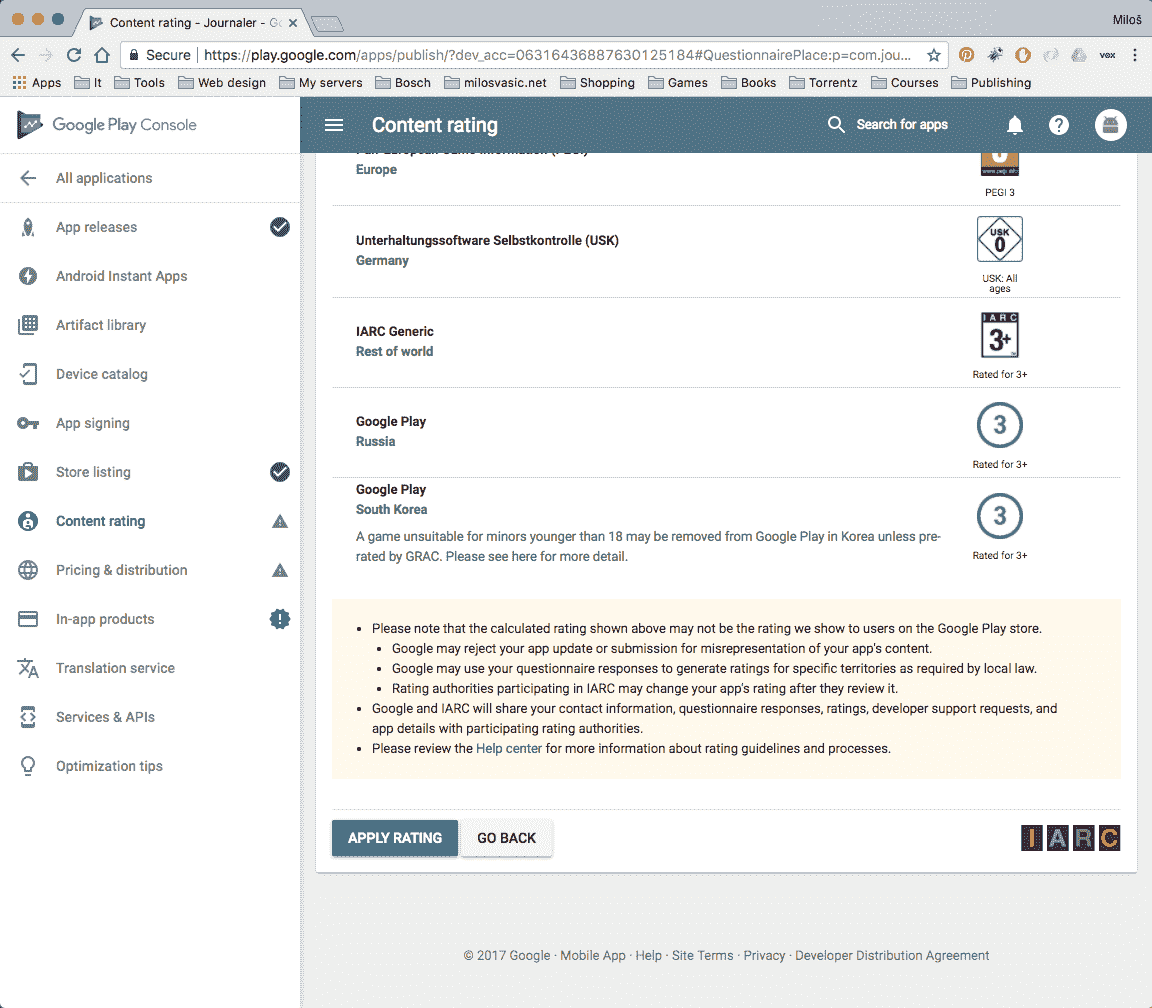 Content rating - Journaler - Go
Miloš
Secure
https://play.google.com/apps/publish/?dev_acc=06316436887630125184#QuestionnairePlace:p=com.jou...
vox
Apps
It
Tools
Web design
My servers
Bosch
milosvasic.net
Shopping
Games
Books
Torrentz
Courses
Publishing
Google Play Console
Content rating
Search for apps
All applications
App releases
Android Instant Apps
Artifact library
Device catalog
App signing
Store listing
Content rating
Pricing & distribution
In-app products
Translation service
Services & APIs
Optimization tips
Europe
PEGI 3
Unterhaltungssoftware Selbstkontrolle (USK)
Germany
USK
0
USK: All
ages
IARC Generic
Rest of world
IARC
3+
Rated for 3+
Google Play
Russia
3
Rated for 3+
Google Play
South Korea
A game unsuitable for minors younger than 18 may be removed from Google Play in Korea unless pre-
rated by GRAC. Please see here for more detail.
3
Rated for 3+
Please note that the calculated rating shown above may not be the rating we show to users on the Google Play store.
Google may reject your app update or submission for misrepresentation of your app's content.
Google may use your questionnaire responses to generate ratings for specific territories as required by local law.
Rating authorities participating in IARC may change your app's rating after they review it.
Google and IARC will share your contact information, questionnaire responses, ratings, developer support requests, and
app details with participating rating authorities.
Please review the Help center for more information about rating guidelines and processes.
APPLY RATING
GO BACK
IARC
© 2017 Google · Mobile App · Help · Site Terms · Privacy · Developer Distribution Agreement